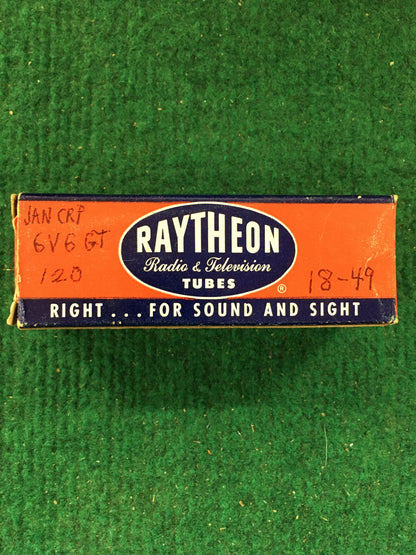 JAN CRP
6V6 GT
120
RAYTHEON
Radio & Television
TUBES
®
18-49
RIGHT... FOR SOUND AND SIGHT